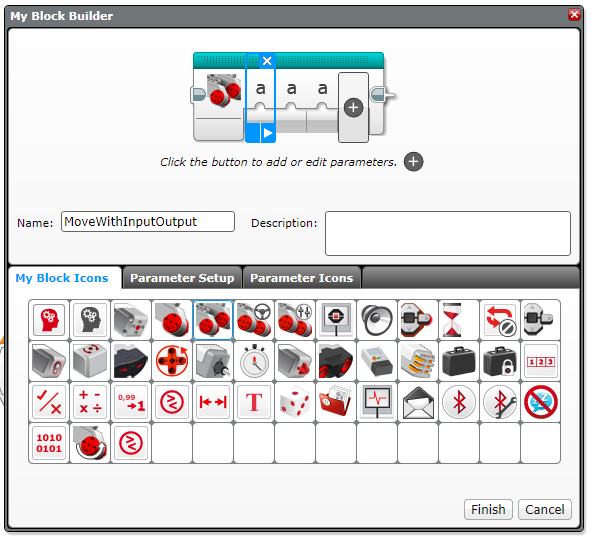 My Block Builder
a a a
Click the button to add or edit parameters.
Name: MoveWithInputOutput Description:
My Block Icons Parameter Setup Parameter Icons
1 2 3
+ -
× ÷
0,99
→1
T
1010
0101
Finish Cancel